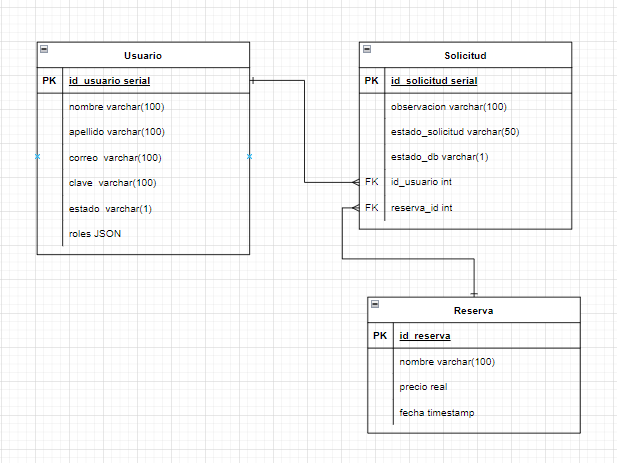 Usuario
PK id_usuario serial
nombre varchar(100)
apellido varchar(100)
correo varchar(100)
clave varchar(100)
estado varchar(1)
roles JSON
Solicitud
PK id_solicitud serial
observacion varchar(100)
estado_solicitud varchar(50)
estado_db varchar(1)
FK id_usuario int
FK reserva_id int
Reserva
PK id_reserva
nombre varchar(100)
precio real
fecha timestamp